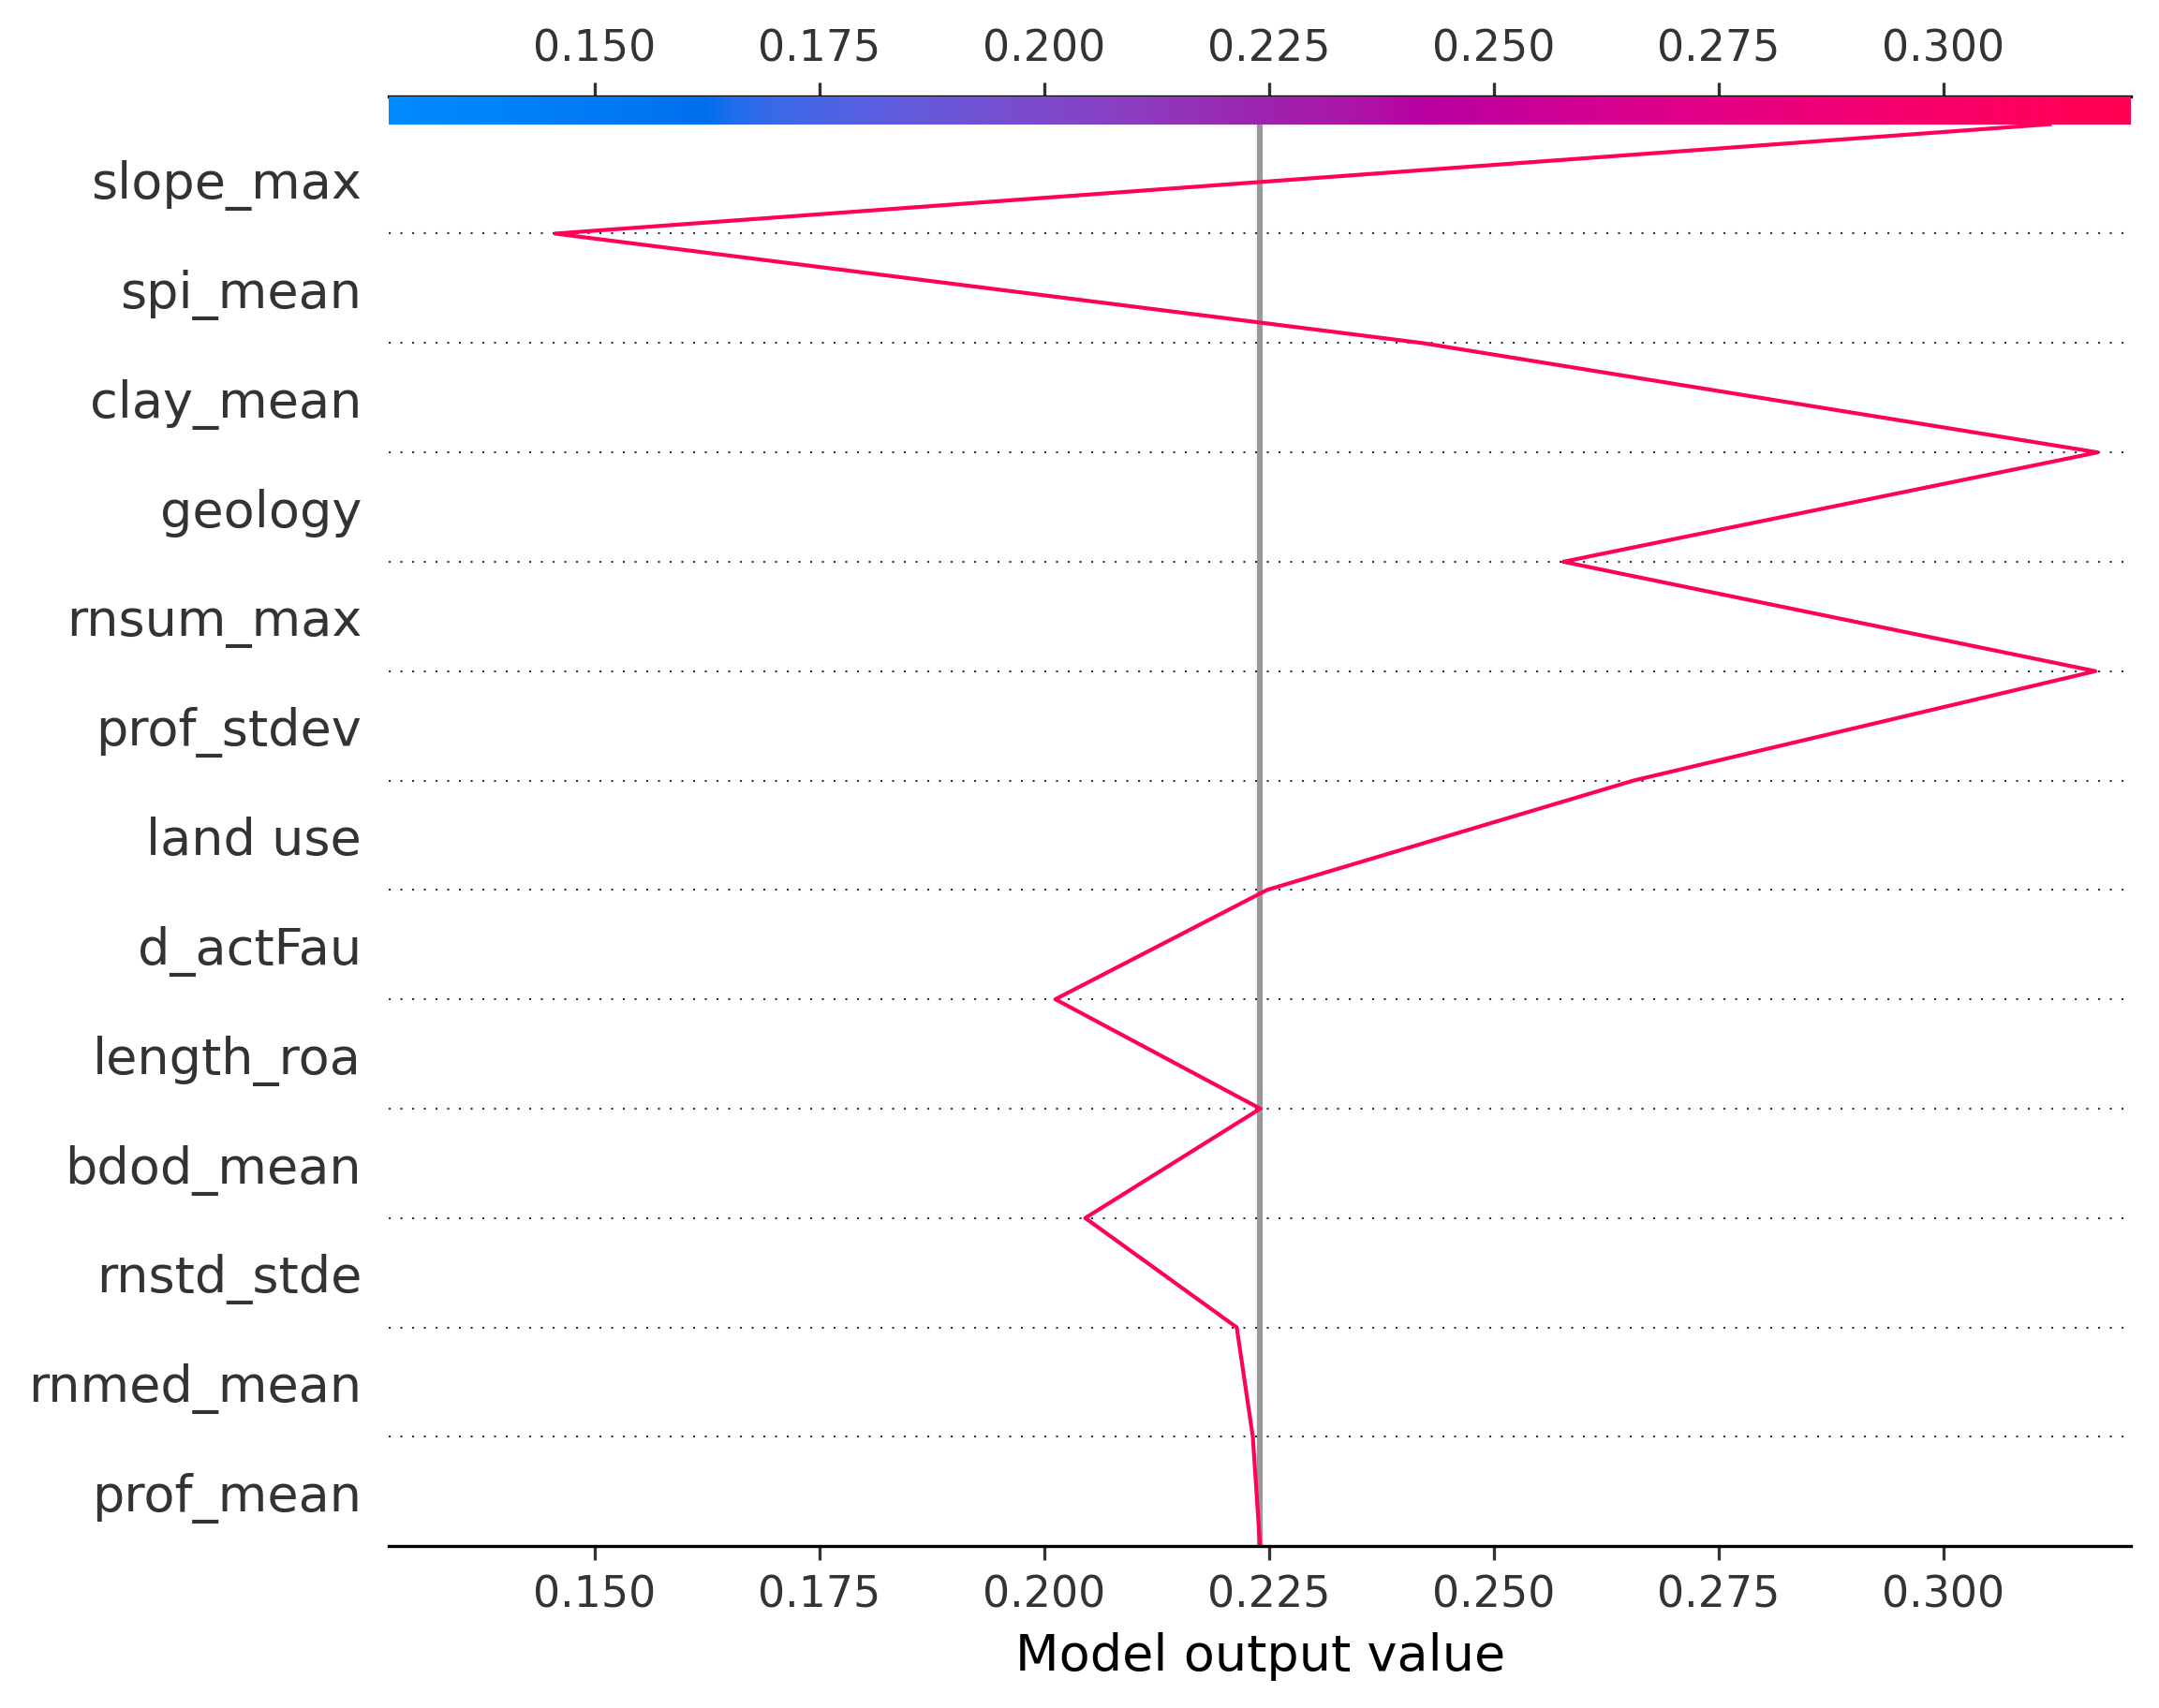 0.150 0.175 0.200 0.225 0.250 0.275 0.300
slope_max
spi_mean
clay_mean
geology
rnsum_max
prof_stdev
land use
d_actFau
length_roa
bdod_mean
rnstd_stde
rnmed_mean
prof_mean
0.150 0.175 0.200 0.225 0.250 0.275 0.300
Model output value